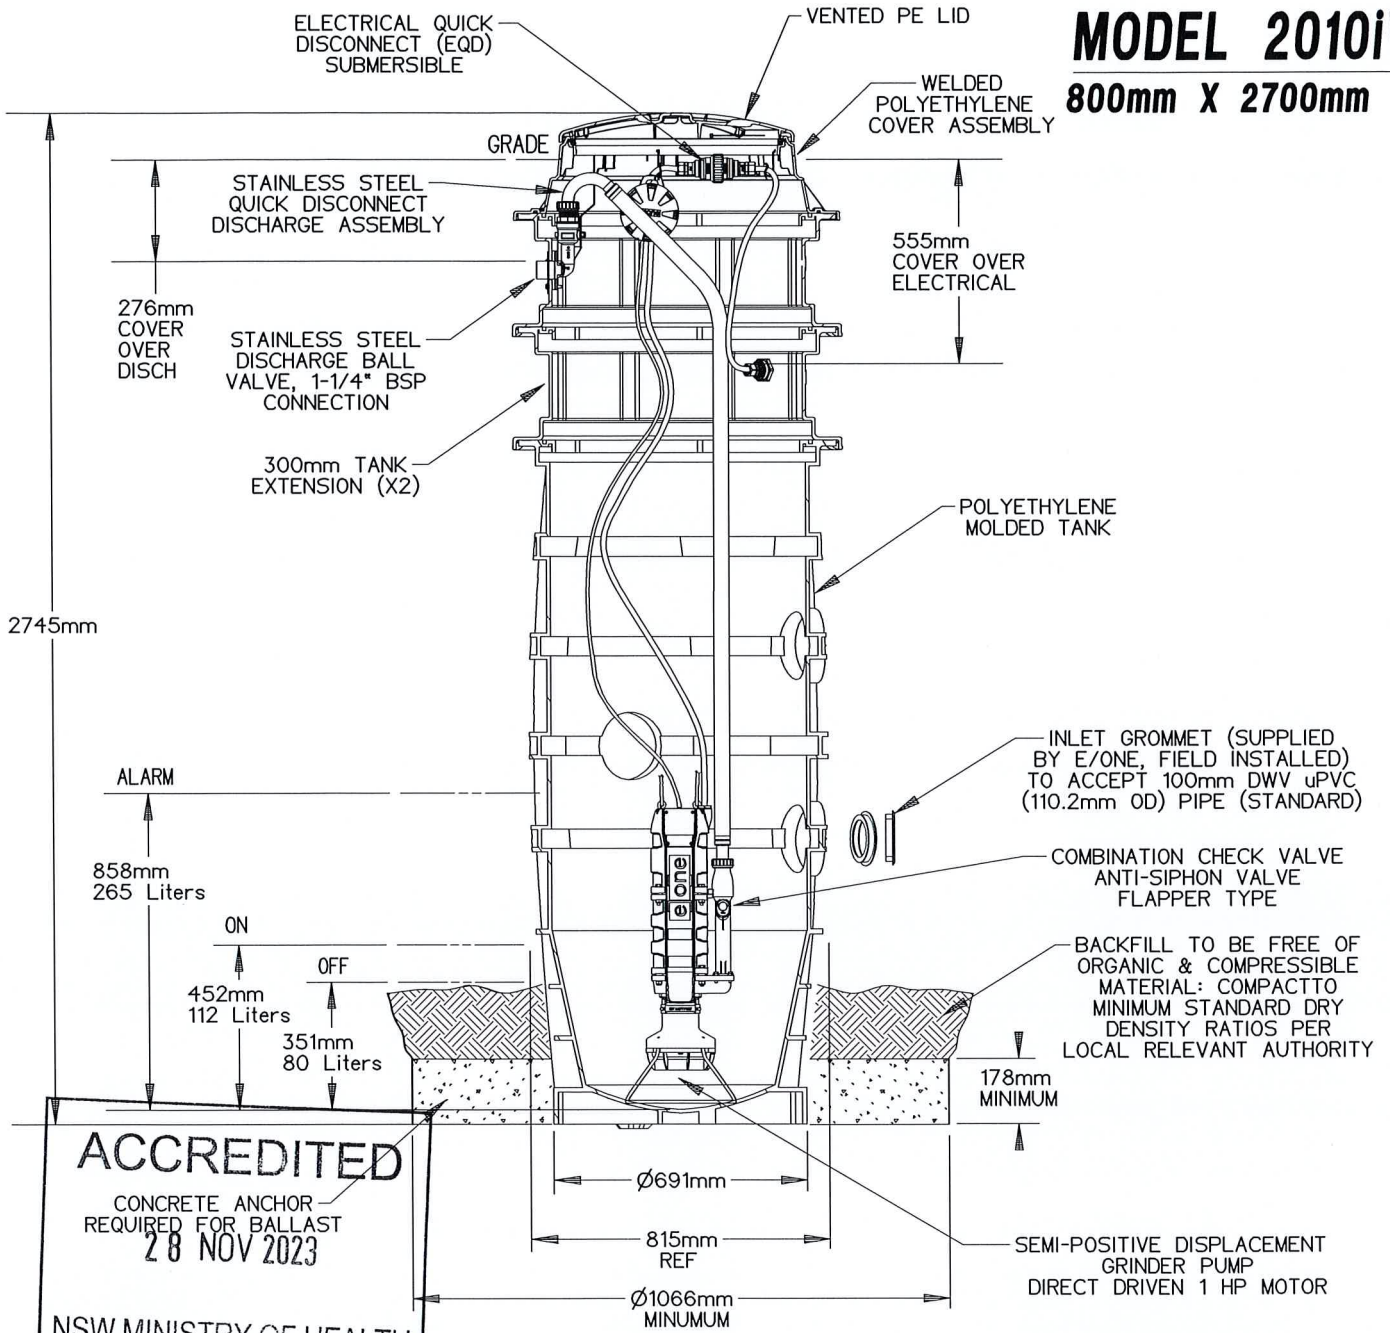 MODEL 2010i
800mm X 2700mm
ELECTRICAL QUICK
DISCONNECT (EQD)
SUBMERSIBLE
VENTED PE LID
WELDED
POLYETHYLENE
COVER ASSEMBLY
GRADE
STAINLESS STEEL
QUICK DISCONNECT
DISCHARGE ASSEMBLY
555mm
COVER OVER
ELECTRICAL
276mm
COVER
OVER
DISCH
STAINLESS STEEL
DISCHARGE BALL
VALVE, 1-1/4" BSP
CONNECTION
300mm TANK
EXTENSION (X2)
POLYETHYLENE
MOLDED TANK
2745mm
INLET GROMMET (SUPPLIED
BY E/ONE, FIELD INSTALLED)
TO ACCEPT 100mm DWV uPVC
(110.2mm OD) PIPE (STANDARD)
ALARM
858mm
265 Liters
e one
COMBINATION CHECK VALVE
ANTI-SIPHON VALVE
FLAPPER TYPE
ON
452mm
112 Liters
OFF
351mm
80 Liters
BACKFILL TO BE FREE OF
ORGANIC & COMPRESSIBLE
MATERIAL: COMPACTTO
MINIMUM STANDARD DRY
DENSITY RATIOS PER
LOCAL RELEVANT AUTHORITY
178mm
MINIMUM
ACCREDITED
CONCRETE ANCHOR
REQUIRED FOR BALLAST
28 NOV 2023
NSW MINISTRY OF HEALTH
Ø691mm
815mm
REF
Ø1066mm
MINUMUM
SEMI-POSITIVE DISPLACEMENT
GRINDER PUMP
DIRECT DRIVEN 1 HP MOTOR